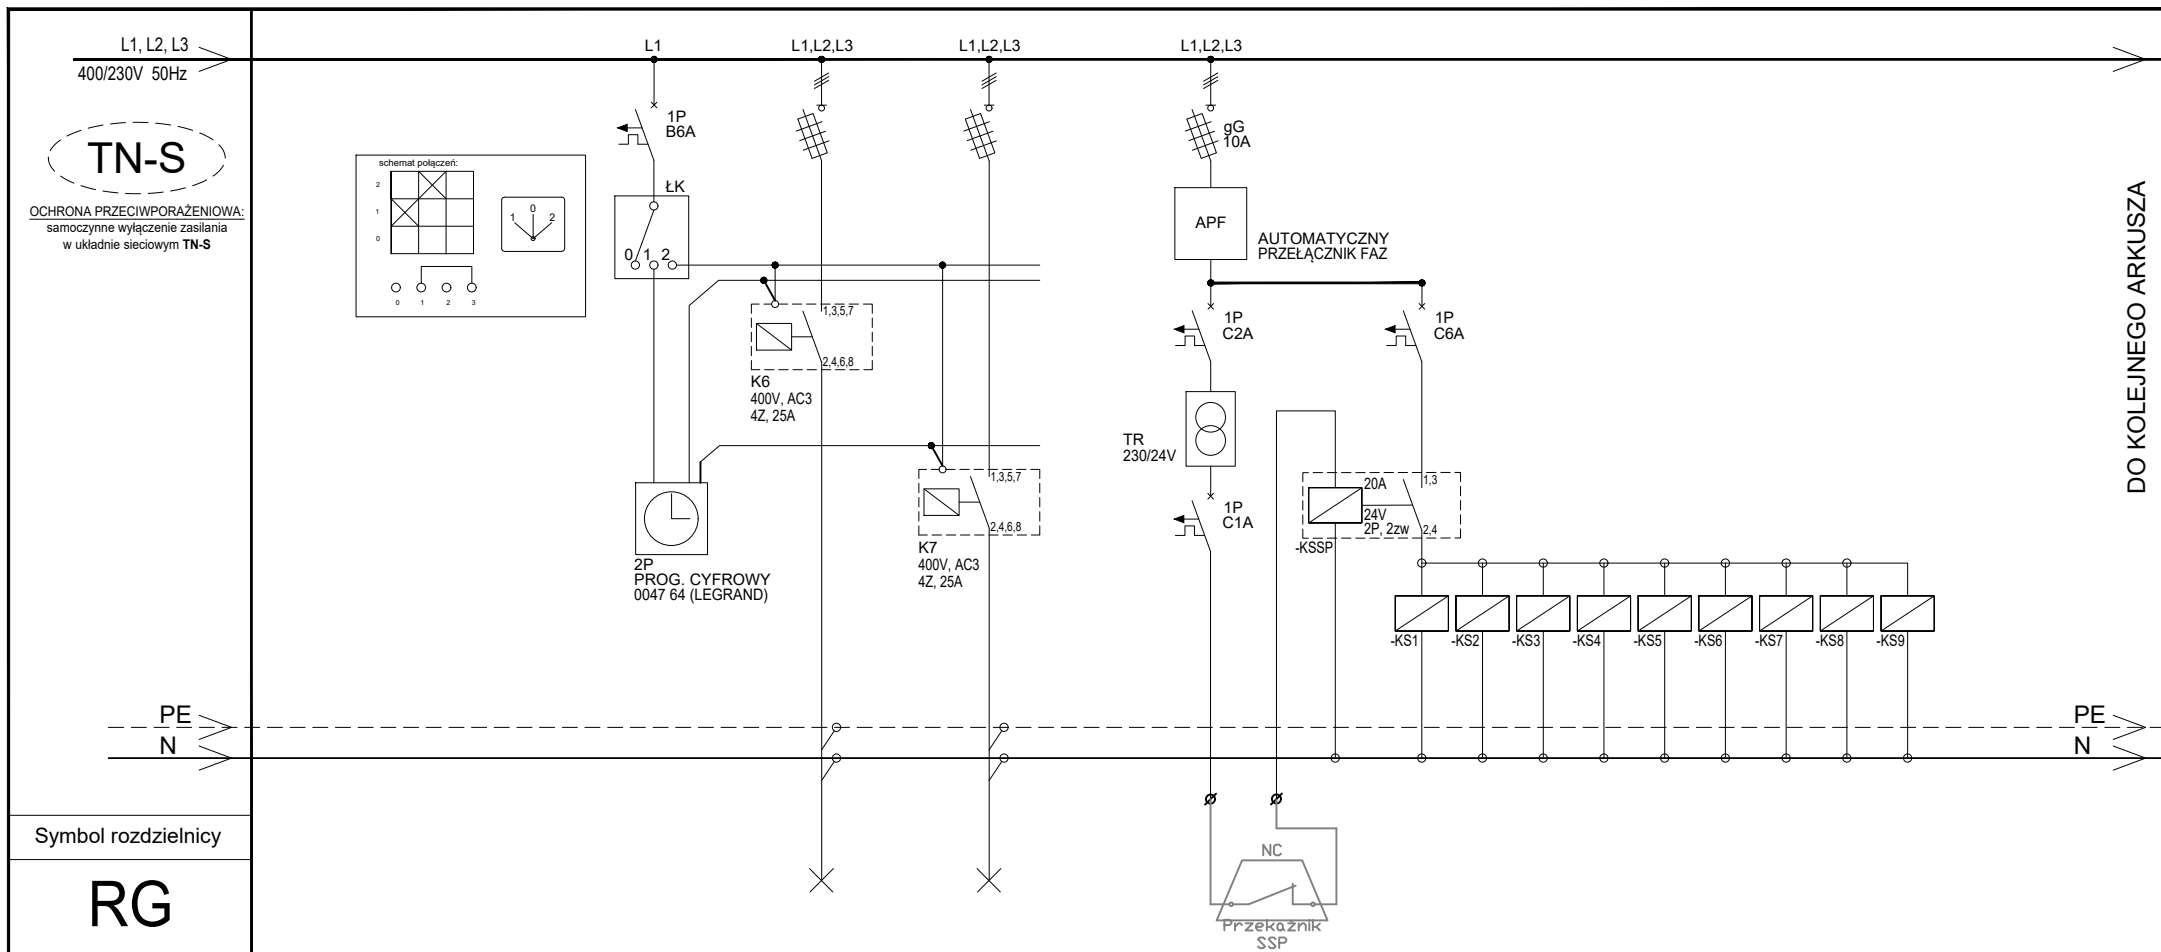 L1, L2, L3
400/230V 50Hz
TN-S
OCHRONA PRZECIWPORAŻENIOWA:
samoczynne wyłączenie zasilania
w układnie sieciowym TN-S
PE
N
Symbol rozdzielnicy
RG
schemat połączeń:
2
1
0
0
1
2
3
1
0
2
L1
1P
B6A
ŁK
0 1 2
2P
PROG. CYFROWY
0047 64 (LEGRAND)
L1,L2,L3
1,3,5,7
2,4,6,8
K6
400V, AC3
4Z, 25A
L1,L2,L3
1,3,5,7
2,4,6,8
K7
400V, AC3
4Z, 25A
L1,L2,L3
gG
10A
APF
AUTOMATYCZNY
PRZEŁĄCZNIK FAZ
1P
C2A
TR
230/24V
1P
C1A
1P
C6A
20A
24V
2P, 2zw
1,3
2,4
-KSSP
-KS1
-KS2
-KS3
-KS4
-KS5
-KS6
-KS7
-KS8
-KS9
NC
Przekaźnik
SSP
DO KOLEJNEGO ARKUSZA
PE
N